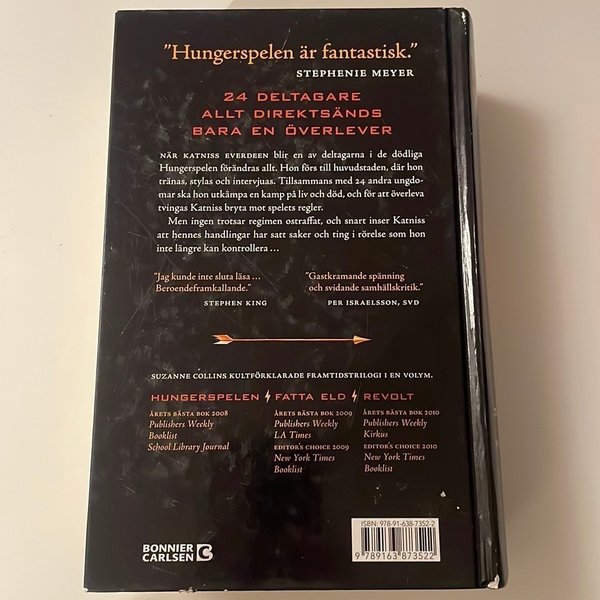 "Hungerspelen är fantastisk."
STEPHENIE MEYER
24 DELTAGARE
ALLT DIREKTSÄNDS
BARA EN ÖVERLEVER
NÄR KATNISS EVERDEEN blir en av deltagarna i de dödliga
Hungerspelen förändras allt. Hon förs till huvudstaden, där hon
tränas, stylas och intervjuas. Tillsammans med 24 andra ungdo-
mar ska hon utkämpa en kamp på liv och död, och för att överleva
tvingas Katniss bryta mot spelets regler.
Men ingen trotsar regimen ostraffat, och snart inser Katniss
att hennes handlingar har satt saker och ting i rörelse som hon
inte längre kan kontrollera ...
"Jag kunde inte sluta läsa ...
Beroendeframkallande."
STEPHEN KING
"Gastkramande spänning
och svidande samhällskritik."
PER ISRAELSSON, SVD
SUZANNE COLLINS KULTFÖRKLARADE FRAMTIDSTRILOGI I EN VOLYM.
HUNGERSPELEN FATTA ELD REVOLT
ÅRETS BÄSTA BOK 2008
Publishers Weekly
Booklist
School Library Journal
ÅRETS BÄSTA BOK 2009
Publishers Weekly
LA Times
EDITOR'S CHOICE 2009
New York Times
Booklist
ÅRETS BÄSTA BOK 2010
Publishers Weekly
Kirkus
EDITOR'S CHOICE 2010
New York Times
Booklist
BONNIER
CARLSEN
ISBN: 978-91-638-7352-2
9 789163 873522